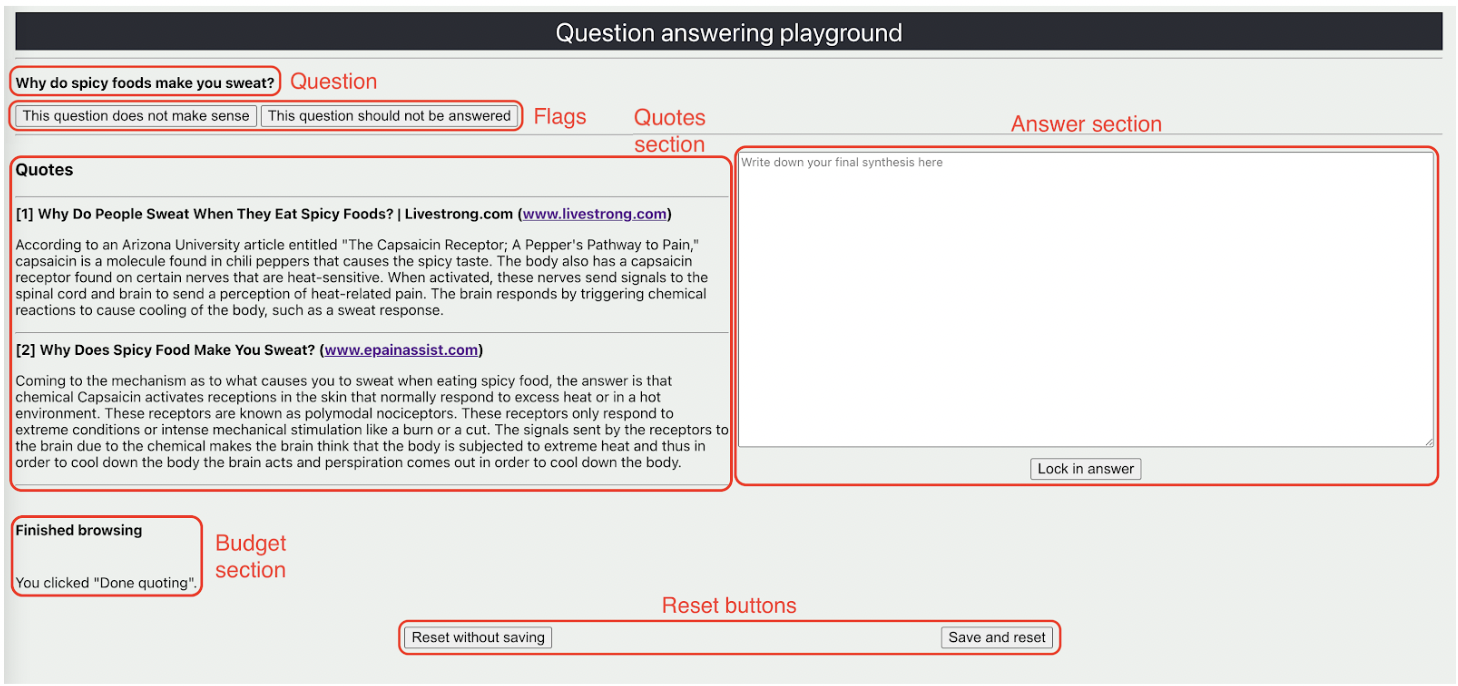 Question answering playground
Why do spicy foods make you sweat?
Question
This question does not make sense
This question should not be answered
Flags
Quotes
section
Answer section
Quotes
[1] Why Do People Sweat When They Eat Spicy Foods? | Livestrong.com (www.livestrong.com)
According to an Arizona University article entitled "The Capsaicin Receptor; A Pepper's Pathway to Pain,"
capsaicin is a molecule found in chili peppers that causes the spicy taste. The body also has a capsaicin
receptor found on certain nerves that are heat-sensitive. When activated, these nerves send signals to the
spinal cord and brain to send a perception of heat-related pain. The brain responds by triggering chemical
reactions to cause cooling of the body, such as a sweat response.
[2] Why Does Spicy Food Make You Sweat? (www.epainassist.com)
Coming to the mechanism as to what causes you to sweat when eating spicy food, the answer is that
chemical Capsaicin activates receptions in the skin that normally respond to excess heat or in a hot
environment. These receptors are known as polymodal nociceptors. These receptors only respond to
extreme conditions or intense mechanical stimulation like a burn or a cut. The signals sent by the receptors to
the brain due to the chemical makes the brain think that the body is subjected to extreme heat and thus in
order to cool down the body the brain acts and perspiration comes out in order to cool down the body.
Write down your final synthesis here
Lock in answer
Finished browsing
You clicked "Done quoting".
Budget
section
Reset buttons
Reset without saving
Save and reset